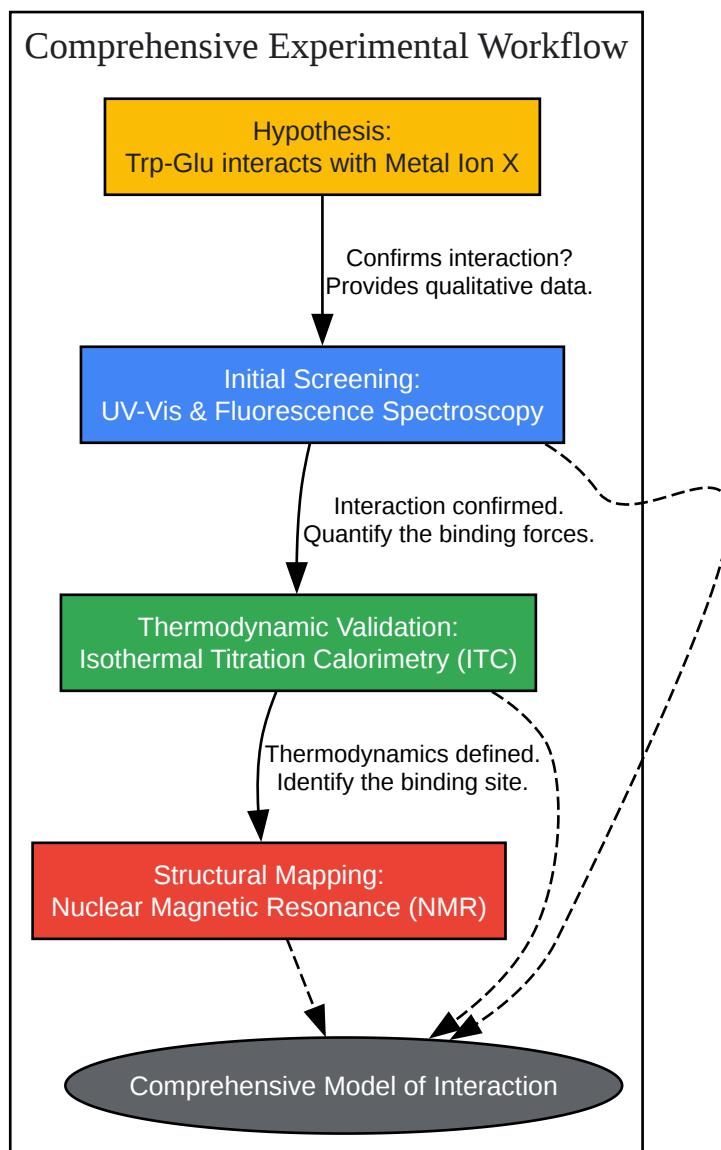 Comprehensive Experimental Workflow
Hypothesis:
Trp-Glu interacts with Metal Ion X
Confirms interaction?
Provides qualitative data.
Initial Screening:
UV-Vis & Fluorescence Spectroscopy
Interaction confirmed.
Quantify the binding forces.
Thermodynamic Validation:
Isothermal Titration Calorimetry (ITC)
Thermodynamics defined.
Identify the binding site.
Structural Mapping:
Nuclear Magnetic Resonance (NMR)
Comprehensive Model of Interaction